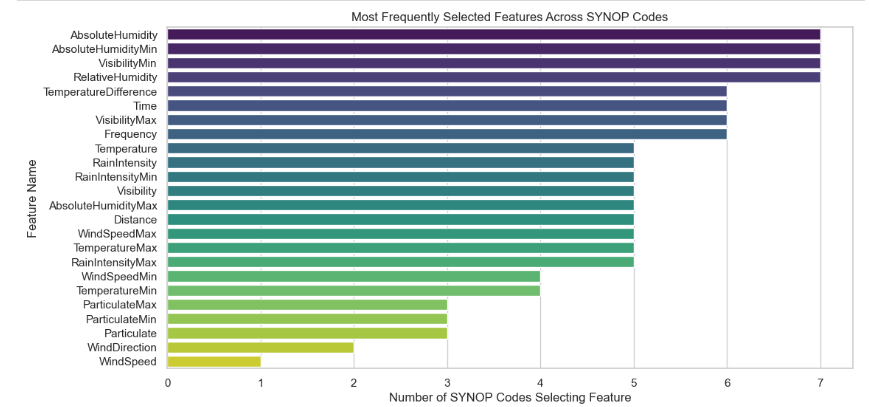 Most Frequently Selected Features Across SYNOP Codes
AbsoluteHumidity
AbsoluteHumidityMin
VisibilityMin
RelativeHumidity
TemperatureDifference
Time
VisibilityMax
Frequency
Temperature
RainIntensity
RainIntensityMin
Visibility
AbsoluteHumidityMax
Distance
WindSpeedMax
TemperatureMax
RainIntensityMax
WindSpeedMin
TemperatureMin
ParticulateMax
ParticulateMin
Particulate
WindDirection
WindSpeed
Feature Name
0 1 2 3 4 5 6 7
Number of SYNOP Codes Selecting Feature